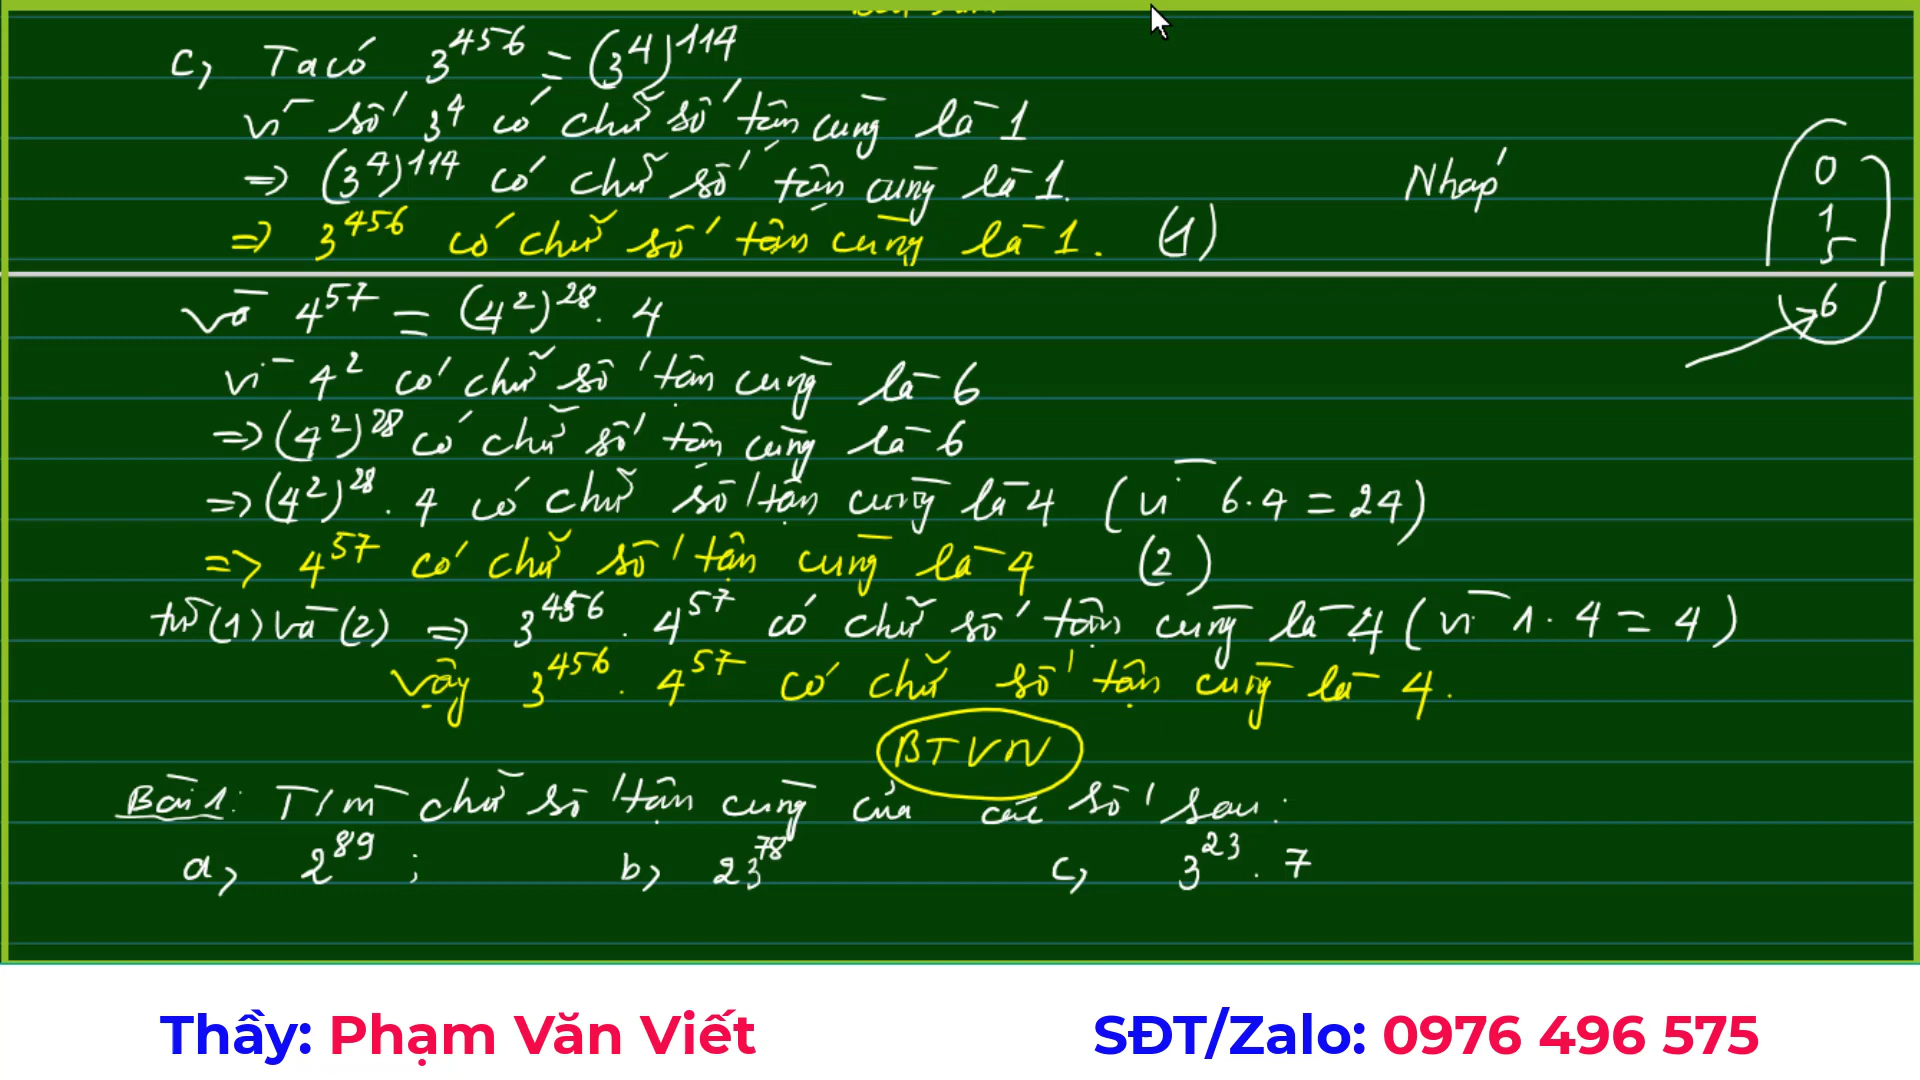 c, Ta có 3^456 = (3^4)^114
vì số 3^4 có chữ số tận cùng là 1
=> (3^4)^114 có chữ số tận cùng là 1.
Nháp
=> 3^456 có chữ số tận cùng là 1. (1)
0
1
5
6
Và 4^57 = (4^2)^28 . 4
vì 4^2 có chữ số tận cùng là 6
=> (4^2)^28 có chữ số tận cùng là 6
=> (4^2)^28 . 4 có chữ số tận cùng là 4 (vì 6.4 = 24)
=> 4^57 có chữ số tận cùng là 4 (2)
từ (1) và (2) => 3^456 . 4^57 có chữ số tận cùng là 4 (vì 1.4 = 4)
Vậy 3^456 . 4^57 có chữ số tận cùng là 4.
BTVN
Bài 1: Tìm chữ số tận cùng của các số sau:
a, 2^89 ; b, 23^78 c, 3^23 . 7
Thầy: Phạm Văn Viết SĐT/Zalo: 0976 496 575